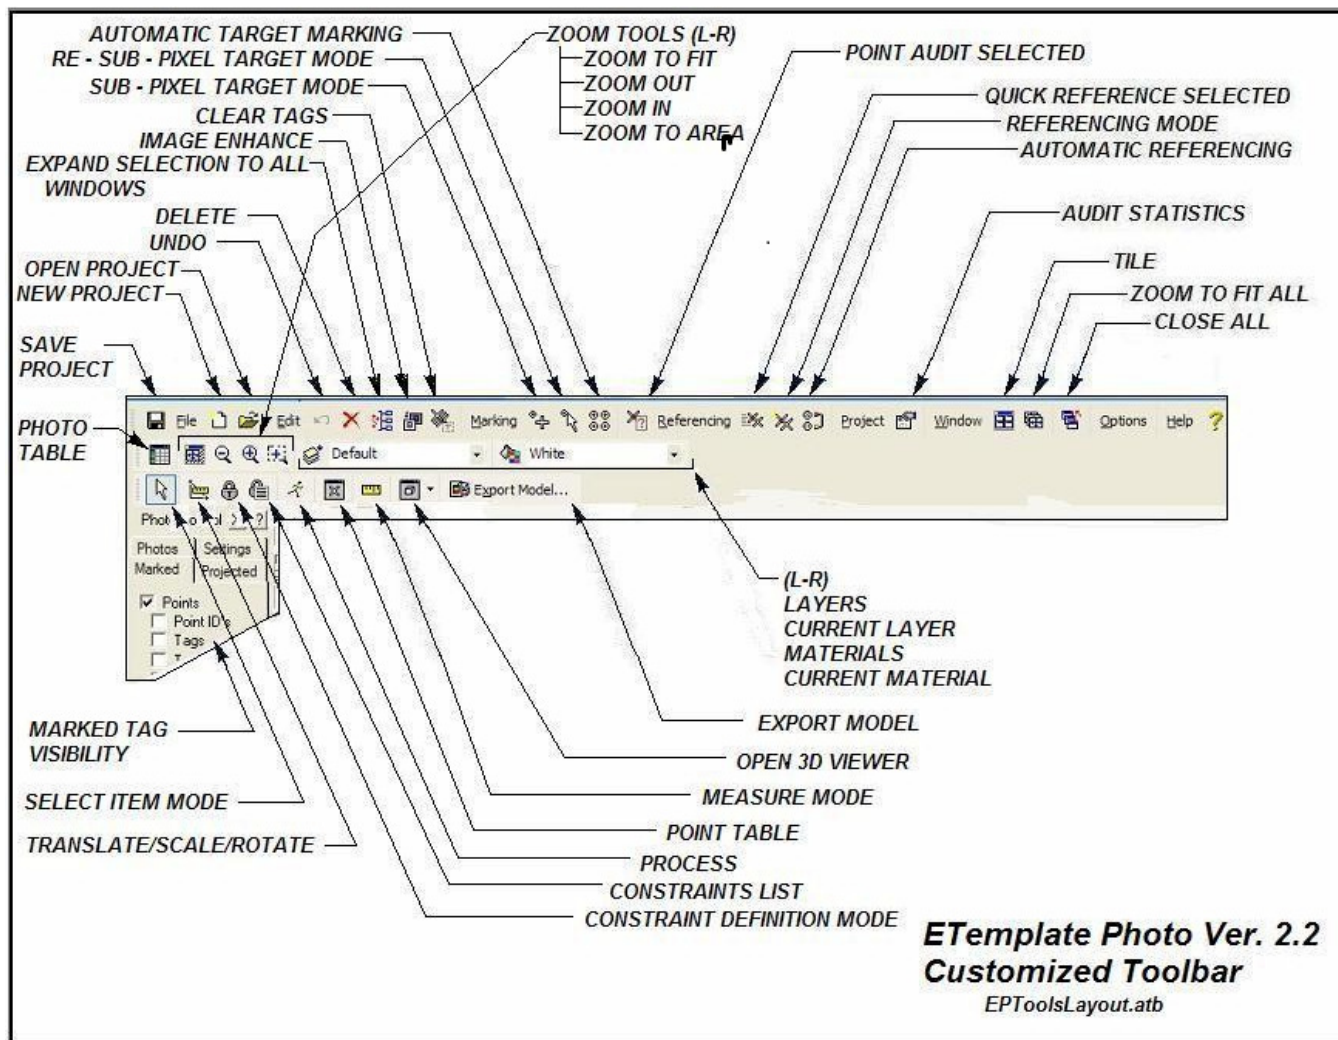 AUTOMATIC TARGET MARKING
RE - SUB - PIXEL TARGET MODE
SUB - PIXEL TARGET MODE
CLEAR TAGS
IMAGE ENHANCE
EXPAND SELECTION TO ALL
WINDOWS
DELETE
UNDO
OPEN PROJECT
NEW PROJECT
SAVE
PROJECT
PHOTO
TABLE
ZOOM TOOLS (L-R)
ZOOM TO FIT
ZOOM OUT
ZOOM IN
ZOOM TO AREA
POINT AUDIT SELECTED
QUICK REFERENCE SELECTED
REFERENCING MODE
AUTOMATIC REFERENCING
AUDIT STATISTICS
TILE
ZOOM TO FIT ALL
CLOSE ALL
File Edit Marking Referencing Project Window Options Help
Default White
Export Model...
Photos Settings
Marked Projected
Points
Point ID's
Tags
(L-R)
LAYERS
CURRENT LAYER
MATERIALS
CURRENT MATERIAL
EXPORT MODEL
OPEN 3D VIEWER
MEASURE MODE
POINT TABLE
PROCESS
CONSTRAINTS LIST
CONSTRAINT DEFINITION MODE
MARKED TAG
VISIBILITY
SELECT ITEM MODE
TRANSLATE/SCALE/ROTATE
ETemplate Photo Ver. 2.2
Customized Toolbar
EPToolsLayout.atb